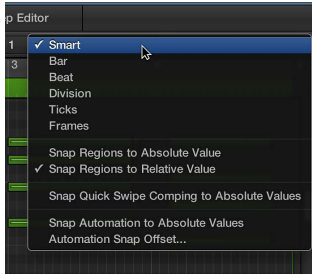 p Editor
1
✓ Smart
3
Bar
Beat
Division
Ticks
Frames
Snap Regions to Absolute Value
✓ Snap Regions to Relative Value
Snap Quick Swipe Comping to Absolute Values
Snap Automation to Absolute Values
Automation Snap Offset...